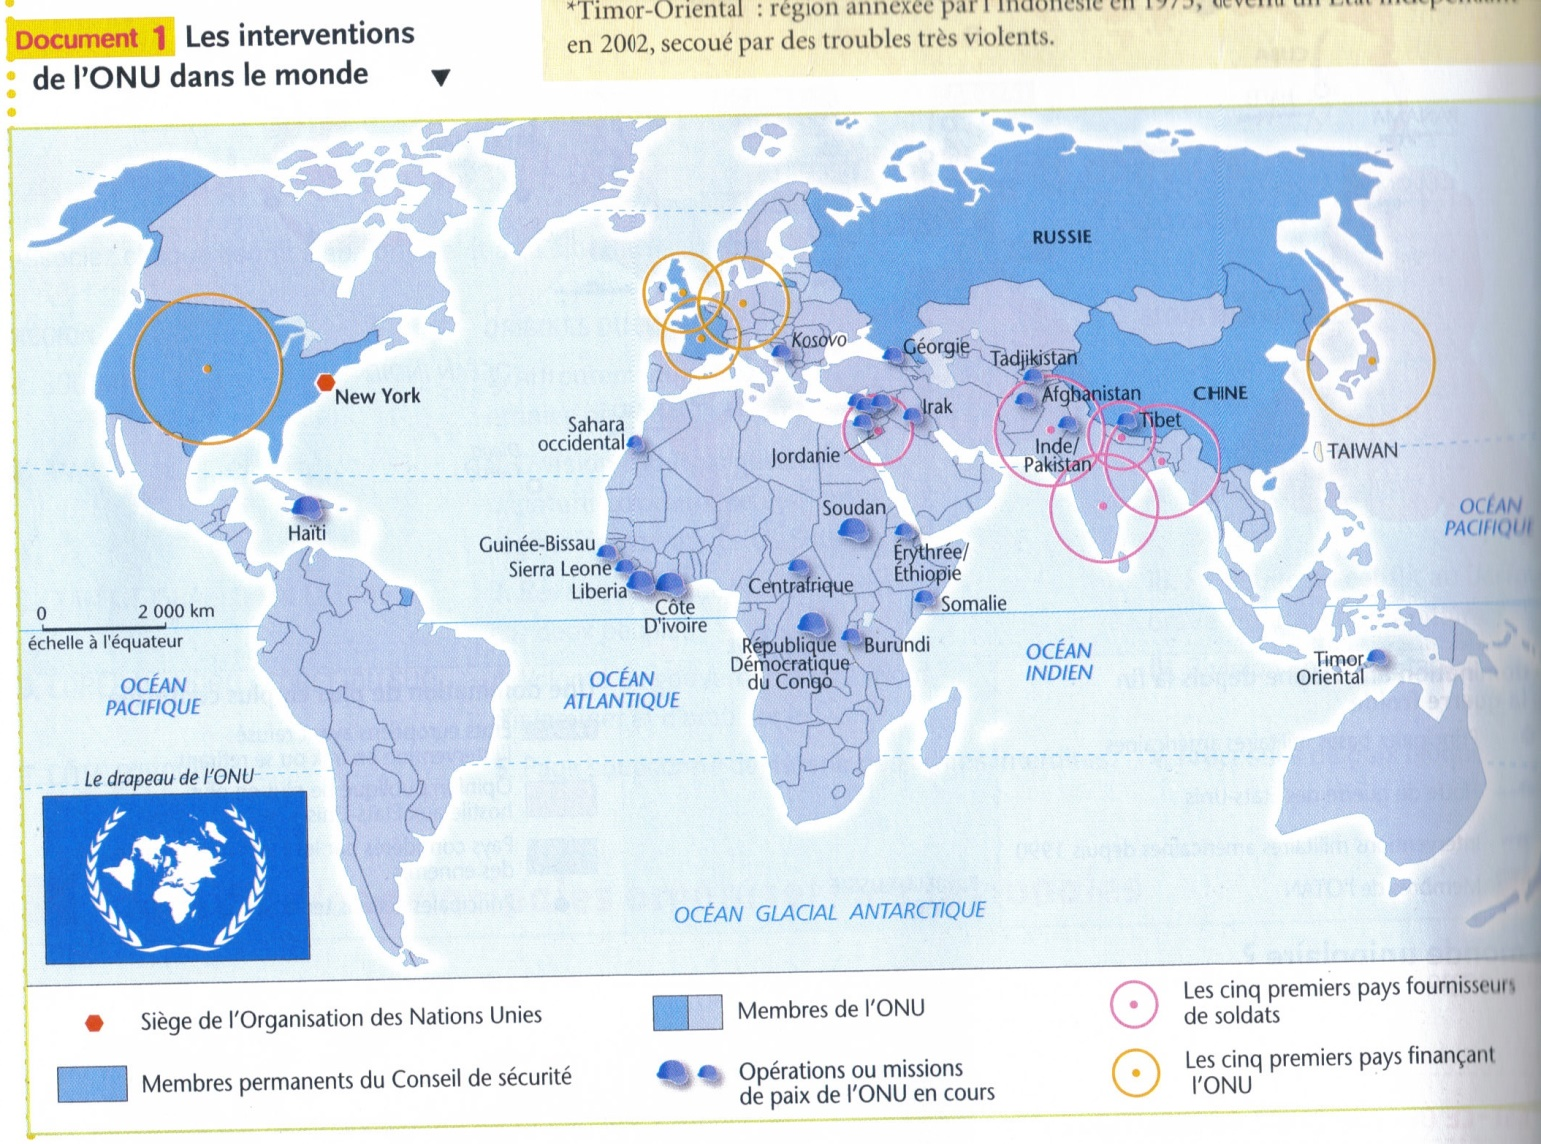 *Timor-Oriental : région annexée par l'Indonésie en 1975, devenu un État indépendant
en 2002, secoué par des troubles très violents.
Document 1 Les interventions
de l'ONU dans le monde
RUSSIE
Kosovo
Géorgie
Tadjikistan
New York
Irak
Afghanistan
CHINE
Tibet
Sahara
occidental
Jordanie
Inde/
Pakistan
TAIWAN
Haïti
Soudan
OCÉAN
PACIFIQUE
Guinée-Bissau
Sierra Leone
Liberia
Érythrée/
Éthiopie
Centrafrique
Côte
D'ivoire
Somalie
0 2 000 km
échelle à l'équateur
République
Démocratique
du Congo
Burundi
OCÉAN
INDIEN
Timor
Oriental
OCÉAN
PACIFIQUE
OCÉAN
ATLANTIQUE
Le drapeau de l'ONU
OCÉAN GLACIAL ANTARCTIQUE
Siège de l'Organisation des Nations Unies
Membres permanents du Conseil de sécurité
Membres de l'ONU
Opérations ou missions
de paix de l'ONU en cours
Les cinq premiers pays fournisseurs
de soldats
Les cinq premiers pays finançant
l'ONU